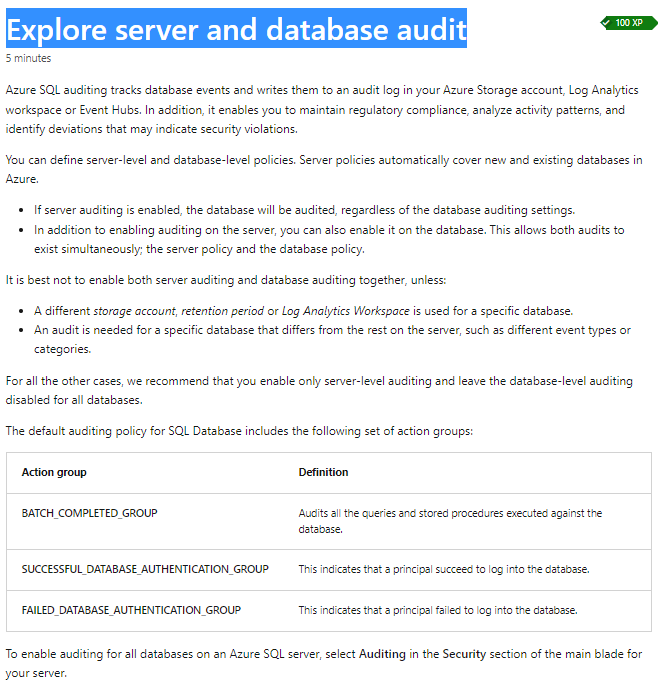 Explore server and database audit
100 XP
5 minutes
Azure SQL auditing tracks database events and writes them to an audit log in your Azure Storage account, Log Analytics
workspace or Event Hubs. In addition, it enables you to maintain regulatory compliance, analyze activity patterns, and
identify deviations that may indicate security violations.
You can define server-level and database-level policies. Server policies automatically cover new and existing databases in
Azure.
• If server auditing is enabled, the database will be audited, regardless of the database auditing settings.
• In addition to enabling auditing on the server, you can also enable it on the database. This allows both audits to
exist simultaneously; the server policy and the database policy.
It is best not to enable both server auditing and database auditing together, unless:
• A different storage account, retention period or Log Analytics Workspace is used for a specific database.
• An audit is needed for a specific database that differs from the rest on the server, such as different event types or
categories.
For all the other cases, we recommend that you enable only server-level auditing and leave the database-level auditing
disabled for all databases.
The default auditing policy for SQL Database includes the following set of action groups:
Action group Definition
BATCH_COMPLETED_GROUP Audits all the queries and stored procedures executed against the
database.
SUCCESSFUL_DATABASE_AUTHENTICATION_GROUP This indicates that a principal succeed to log into the database.
FAILED_DATABASE_AUTHENTICATION_GROUP This indicates that a principal failed to log into the database.
To enable auditing for all databases on an Azure SQL server, select Auditing in the Security section of the main blade for
your server.